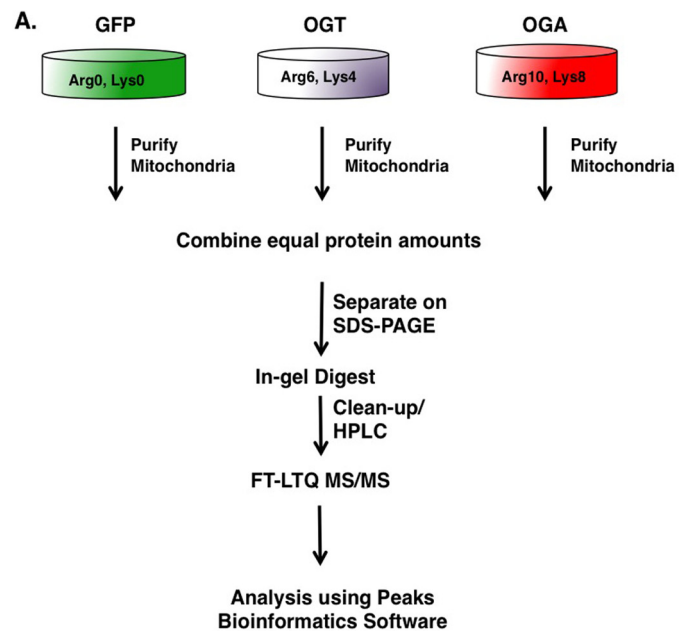 A.
GFP OGT OGA
Arg0, Lys0 Arg6, Lys4 Arg10, Lys8
Purify Purify Purify
Mitochondria Mitochondria Mitochondria
Combine equal protein amounts
Separate on
SDS-PAGE
In-gel Digest
Clean-up/
HPLC
FT-LTQ MS/MS
Analysis using Peaks
Bioinformatics Software